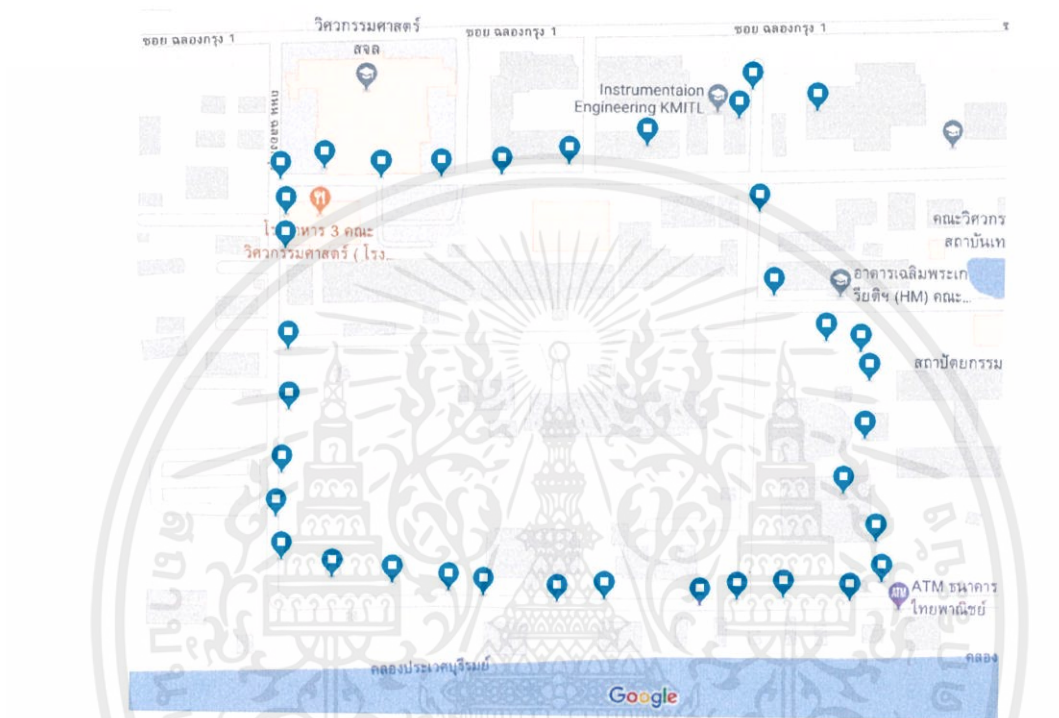 ซอย ฉลองกรุง 1
วิศวกรรมศาสตร์
สจล
ซอย ฉลองกรุง 1
ซอย ฉลองกรุง 1
Instrumentaion
Engineering KMITL
คณะวิศวกร
สถาบันเท
3 คณะ
วิศวกรรมศาสตร์ ( โรง...
อาคารเฉลิมพระเก
รียติฯ (HM) คณะ...
สถาปัตยกรรม
ATM ธนาคาร
ไทยพาณิชย์
คลองประเวศบุรีรมย์
คลอง
Google